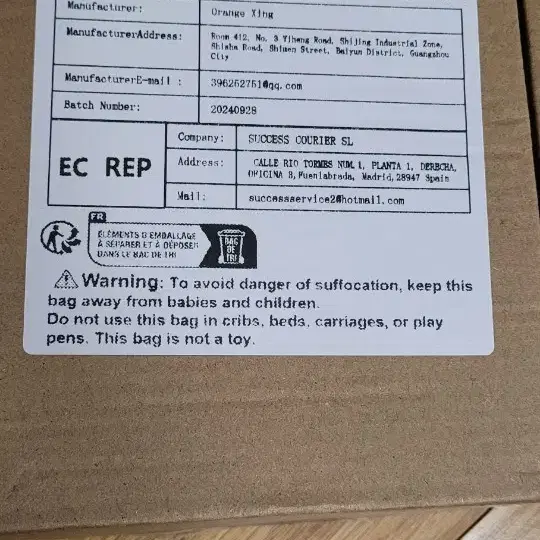 Manufacturer: Orange Xing
ManufacturerAddress: Room 412, No. 3 Yiheng Road, Shijing Industrial Zone,
Shisha Road, Shimen Street, Baiyun District, Guangzhou
City
ManufacturerE-mail : 396262751@qq.com
Batch Number: 20240928
EC REP
Company: SUCCESS COURIER SL
Address: CALLE RIO TORMES NUM. 1, PLANTA 1, DERECHA,
OFICINA 3, Fuenlabrada, Madrid, 28947 Spain
Mail: successservice2@hotmail.com
FR
ÉLÉMENTS D'EMBALLAGE
À SÉPARER ET À DÉPOSER
DANS LE BAC DE TRI
BAC
DE
TRI
Warning: To avoid danger of suffocation, keep this
bag away from babies and children.
Do not use this bag in cribs, beds, carriages, or play
pens. This bag is not a toy.